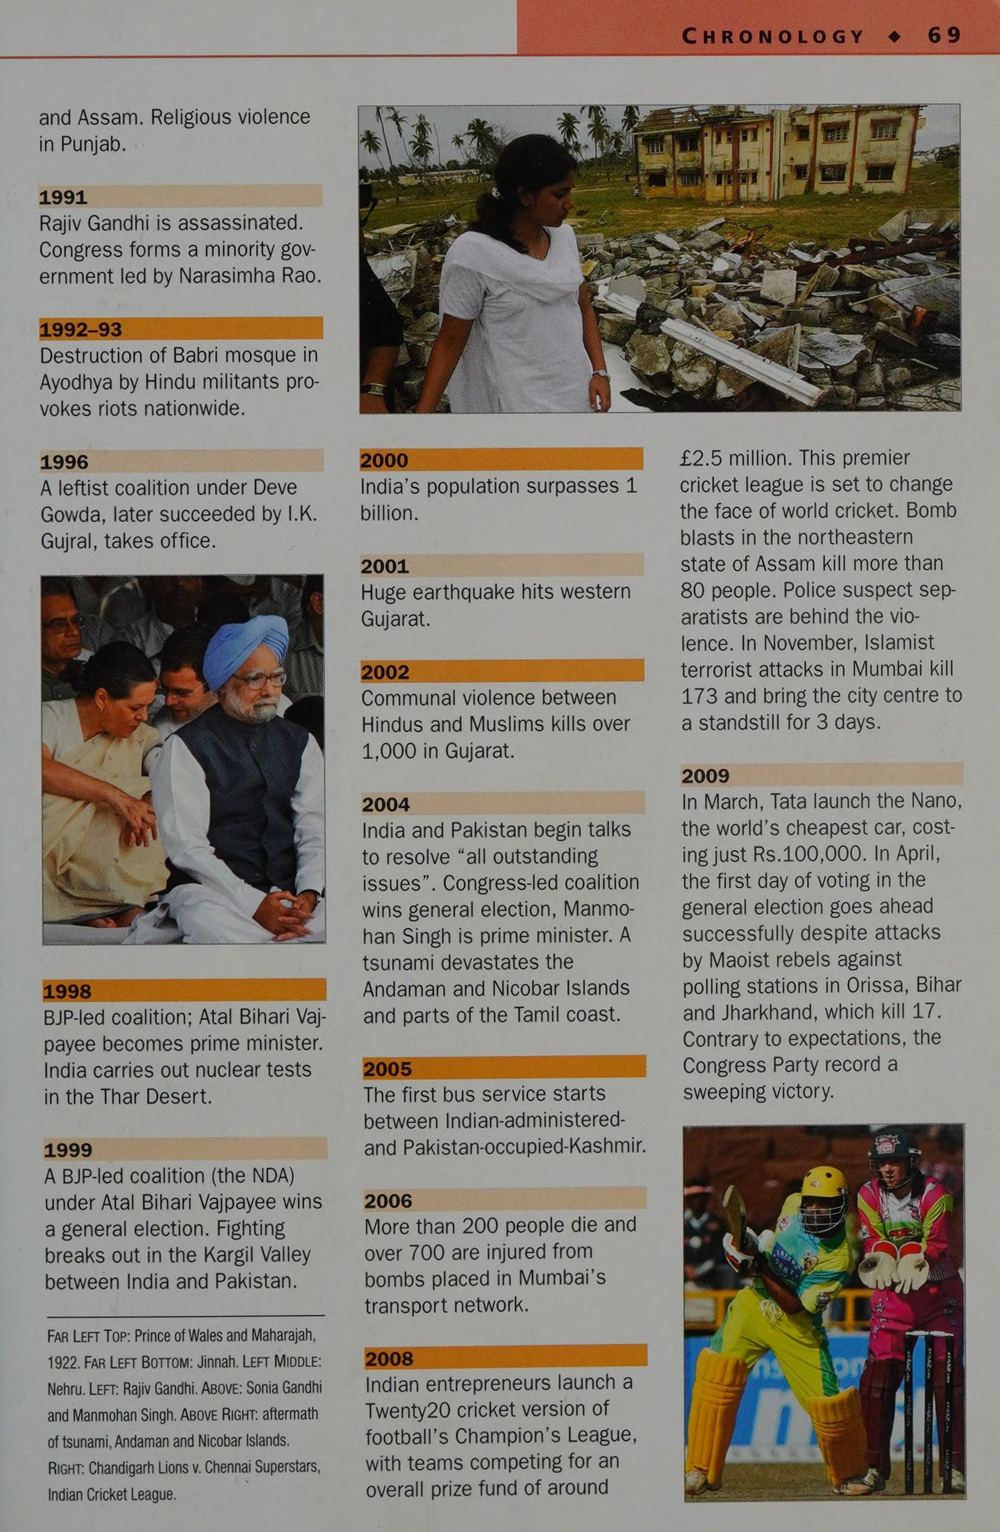 CHRONOLOGY ◆ 69
and Assam. Religious violence
in Punjab.
1991
Rajiv Gandhi is assassinated.
Congress forms a minority gov-
ernment led by Narasimha Rao.
1992–93
Destruction of Babri mosque in
Ayodhya by Hindu militants pro-
vokes riots nationwide.
1996
A leftist coalition under Deve
Gowda, later succeeded by I.K.
Gujral, takes office.
1998
BJP-led coalition; Atal Bihari Vaj-
payee becomes prime minister.
India carries out nuclear tests
in the Thar Desert.
1999
A BJP-led coalition (the NDA)
under Atal Bihari Vajpayee wins
a general election. Fighting
breaks out in the Kargil Valley
between India and Pakistan.
FAR LEFT TOP: Prince of Wales and Maharajah,
1922. FAR LEFT BOTTOM: Jinnah. LEFT MIDDLE:
Nehru. LEFT: Rajiv Gandhi. ABOVE: Sonia Gandhi
and Manmohan Singh. ABOVE RIGHT: aftermath
of tsunami, Andaman and Nicobar Islands.
RIGHT: Chandigarh Lions v. Chennai Superstars,
Indian Cricket League.
2000
India's population surpasses 1
billion.
2001
Huge earthquake hits western
Gujarat.
2002
Communal violence between
Hindus and Muslims kills over
1,000 in Gujarat.
2004
India and Pakistan begin talks
to resolve “all outstanding
issues”. Congress-led coalition
wins general election, Manmo-
han Singh is prime minister. A
tsunami devastates the
Andaman and Nicobar Islands
and parts of the Tamil coast.
2005
The first bus service starts
between Indian-administered-
and Pakistan-occupied-Kashmir.
2006
More than 200 people die and
over 700 are injured from
bombs placed in Mumbai's
transport network.
2008
Indian entrepreneurs launch a
Twenty20 cricket version of
football's Champion's League,
with teams competing for an
overall prize fund of around
£2.5 million. This premier
cricket league is set to change
the face of world cricket. Bomb
blasts in the northeastern
state of Assam kill more than
80 people. Police suspect sep-
aratists are behind the vio-
lence. In November, Islamist
terrorist attacks in Mumbai kill
173 and bring the city centre to
a standstill for 3 days.
2009
In March, Tata launch the Nano,
the world's cheapest car, cost-
ing just Rs.100,000. In April,
the first day of voting in the
general election goes ahead
successfully despite attacks
by Maoist rebels against
polling stations in Orissa, Bihar
and Jharkhand, which kill 17.
Contrary to expectations, the
Congress Party record a
sweeping victory.